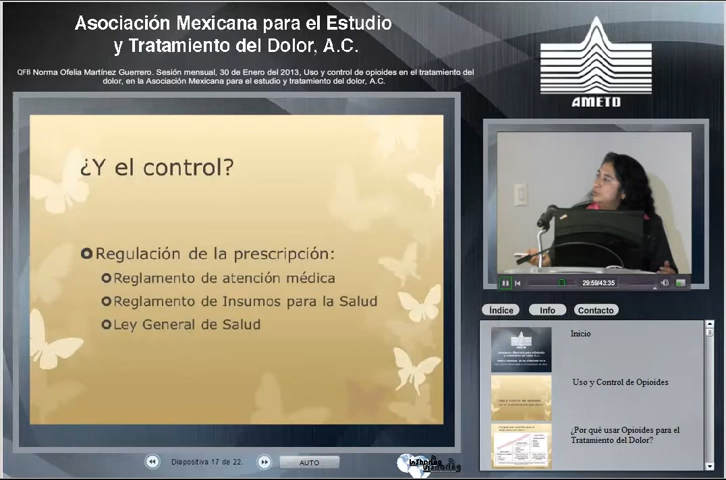 Asociación Mexicana para el Estudio
y Tratamiento del Dolor, A.C.
QFB Norma Ofelia Martínez Guerrero. Sesión mensual, 30 de Enero del 2013, Uso y control de opioides en el tratamiento del
dolor, en la Asociación Mexicana para el estudio y tratamiento del dolor, A.C.
AMETD
¿Y el control?
Regulación de la prescripción:
Reglamento de atención médica
Reglamento de Insumos para la Salud
Ley General de Salud
29:59/43:35
Índice Info Contacto
Inicio
Uso y Control de Opioides
¿Por qué usar Opioides para el
Tratamiento del Dolor?
Diapositiva 17 de 22.
AUTO